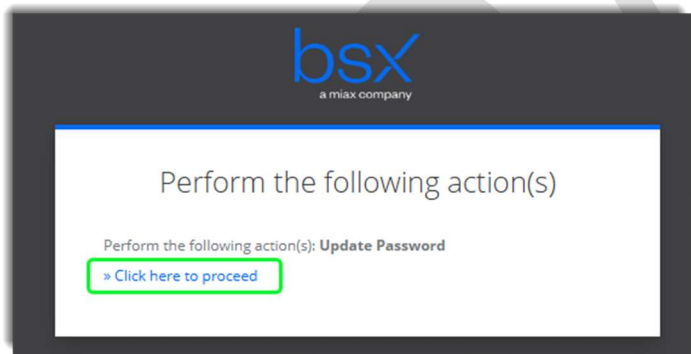 bsx
a miax company
Perform the following action(s)
Perform the following action(s): Update Password
» Click here to proceed